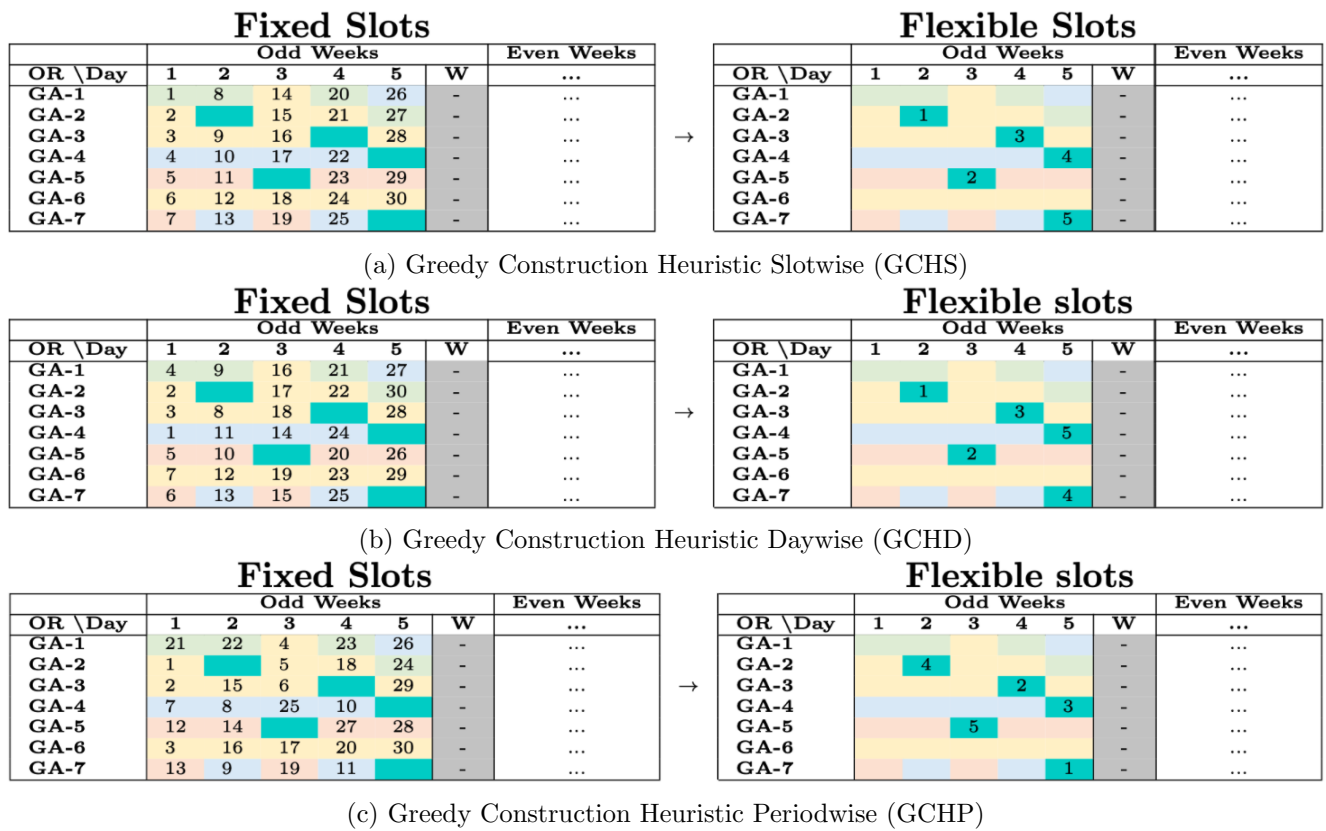 Fixed Slots Flexible Slots
Odd Weeks Even Weeks Odd Weeks Even Weeks
OR \Day 1 2 3 4 5 W ... OR \Day 1 2 3 4 5 W ...
GA-1 1 8 14 20 26 - ... GA-1 - ...
GA-2 2 15 21 27 - ... GA-2 1 - ...
GA-3 3 9 16 28 - ... → GA-3 3 - ...
GA-4 4 10 17 22 - ... GA-4 4 - ...
GA-5 5 11 23 29 - ... GA-5 2 - ...
GA-6 6 12 18 24 30 - ... GA-6 - ...
GA-7 7 13 19 25 - ... GA-7 5 - ...
(a) Greedy Construction Heuristic Slotwise (GCHS)
Fixed Slots Flexible slots
Odd Weeks Even Weeks Odd Weeks Even Weeks
OR \Day 1 2 3 4 5 W ... OR \Day 1 2 3 4 5 W ...
GA-1 4 9 16 21 27 - ... GA-1 - ...
GA-2 2 17 22 30 - ... GA-2 1 - ...
GA-3 3 8 18 28 - ... → GA-3 3 - ...
GA-4 1 11 14 24 - ... GA-4 5 - ...
GA-5 5 10 20 26 - ... GA-5 2 - ...
GA-6 7 12 19 23 29 - ... GA-6 - ...
GA-7 6 13 15 25 - ... GA-7 4 - ...
(b) Greedy Construction Heuristic Daywise (GCHD)
Fixed Slots Flexible slots
Odd Weeks Even Weeks Odd Weeks Even Weeks
OR \Day 1 2 3 4 5 W ... OR \Day 1 2 3 4 5 W ...
GA-1 21 22 4 23 26 - ... GA-1 - ...
GA-2 1 5 18 24 - ... GA-2 4 - ...
GA-3 2 15 6 29 - ... → GA-3 2 - ...
GA-4 7 8 25 10 - ... GA-4 3 - ...
GA-5 12 14 27 28 - ... GA-5 5 - ...
GA-6 3 16 17 20 30 - ... GA-6 - ...
GA-7 13 9 19 11 - ... GA-7 1 - ...
(c) Greedy Construction Heuristic Periodwise (GCHP)